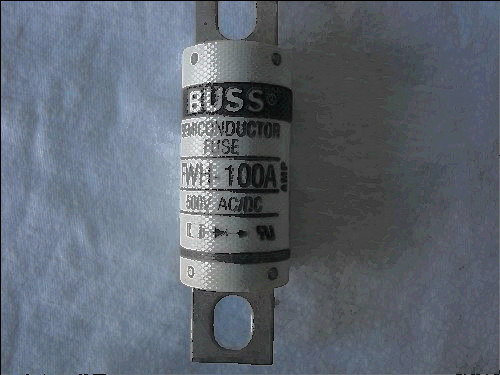 BUSS®
SEMICONDUCTOR
FUSE
FWH-100A
AMP
500V AC/DC